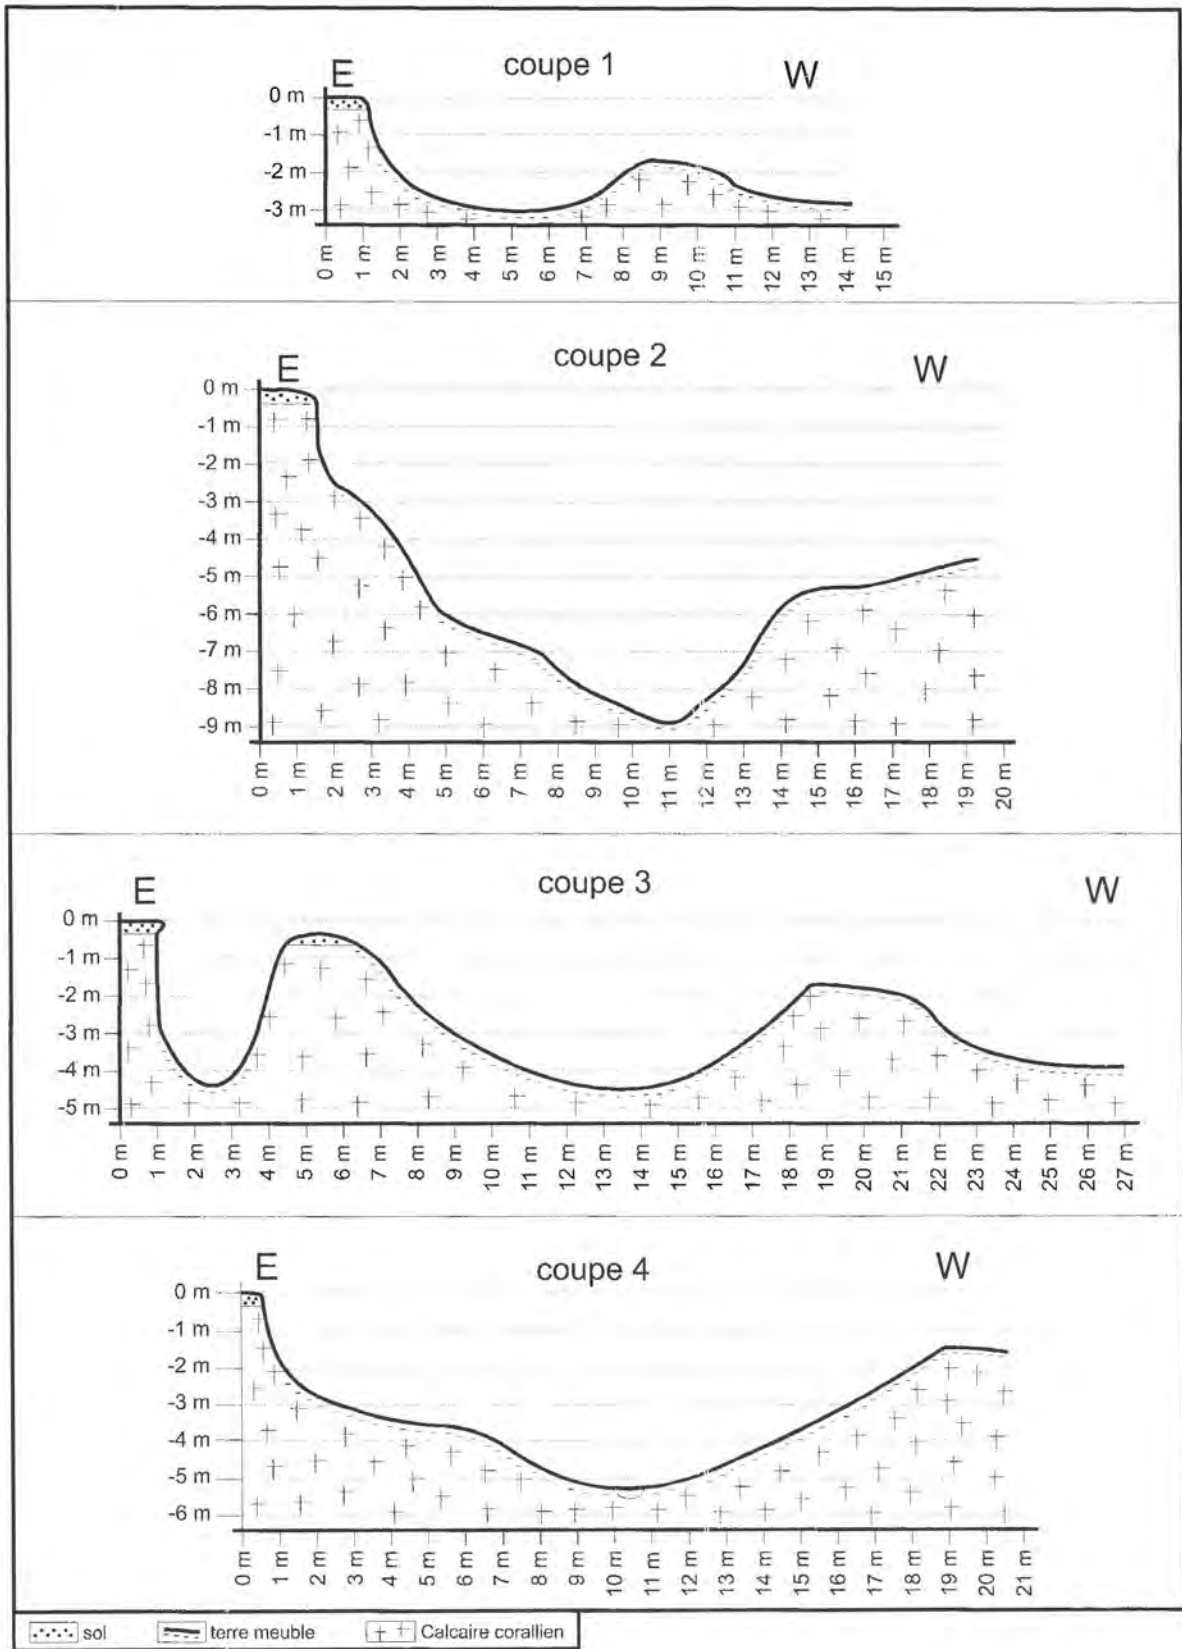 E coupe 1 W
0 m
-1 m
-2 m
-3 m
0 m 1 m 2 m 3 m 4 m 5 m 6 m 7 m 8 m 9 m 10 m 11 m 12 m 13 m 14 m 15 m
E coupe 2 W
0 m
-1 m
-2 m
-3 m
-4 m
-5 m
-6 m
-7 m
-8 m
-9 m
0 m 1 m 2 m 3 m 4 m 5 m 6 m 7 m 8 m 9 m 10 m 11 m 12 m 13 m 14 m 15 m 16 m 17 m 18 m 19 m 20 m
E coupe 3 W
0 m
-1 m
-2 m
-3 m
-4 m
-5 m
0 m 1 m 2 m 3 m 4 m 5 m 6 m 7 m 8 m 9 m 10 m 11 m 12 m 13 m 14 m 15 m 16 m 17 m 18 m 19 m 20 m 21 m 22 m 23 m 24 m 25 m 26 m 27 m
E coupe 4 W
0 m
-1 m
-2 m
-3 m
-4 m
-5 m
-6 m
0 m 1 m 2 m 3 m 4 m 5 m 6 m 7 m 8 m 9 m 10 m 11 m 12 m 13 m 14 m 15 m 16 m 17 m 18 m 19 m 20 m 21 m
sol terre meuble Calcaire corallien